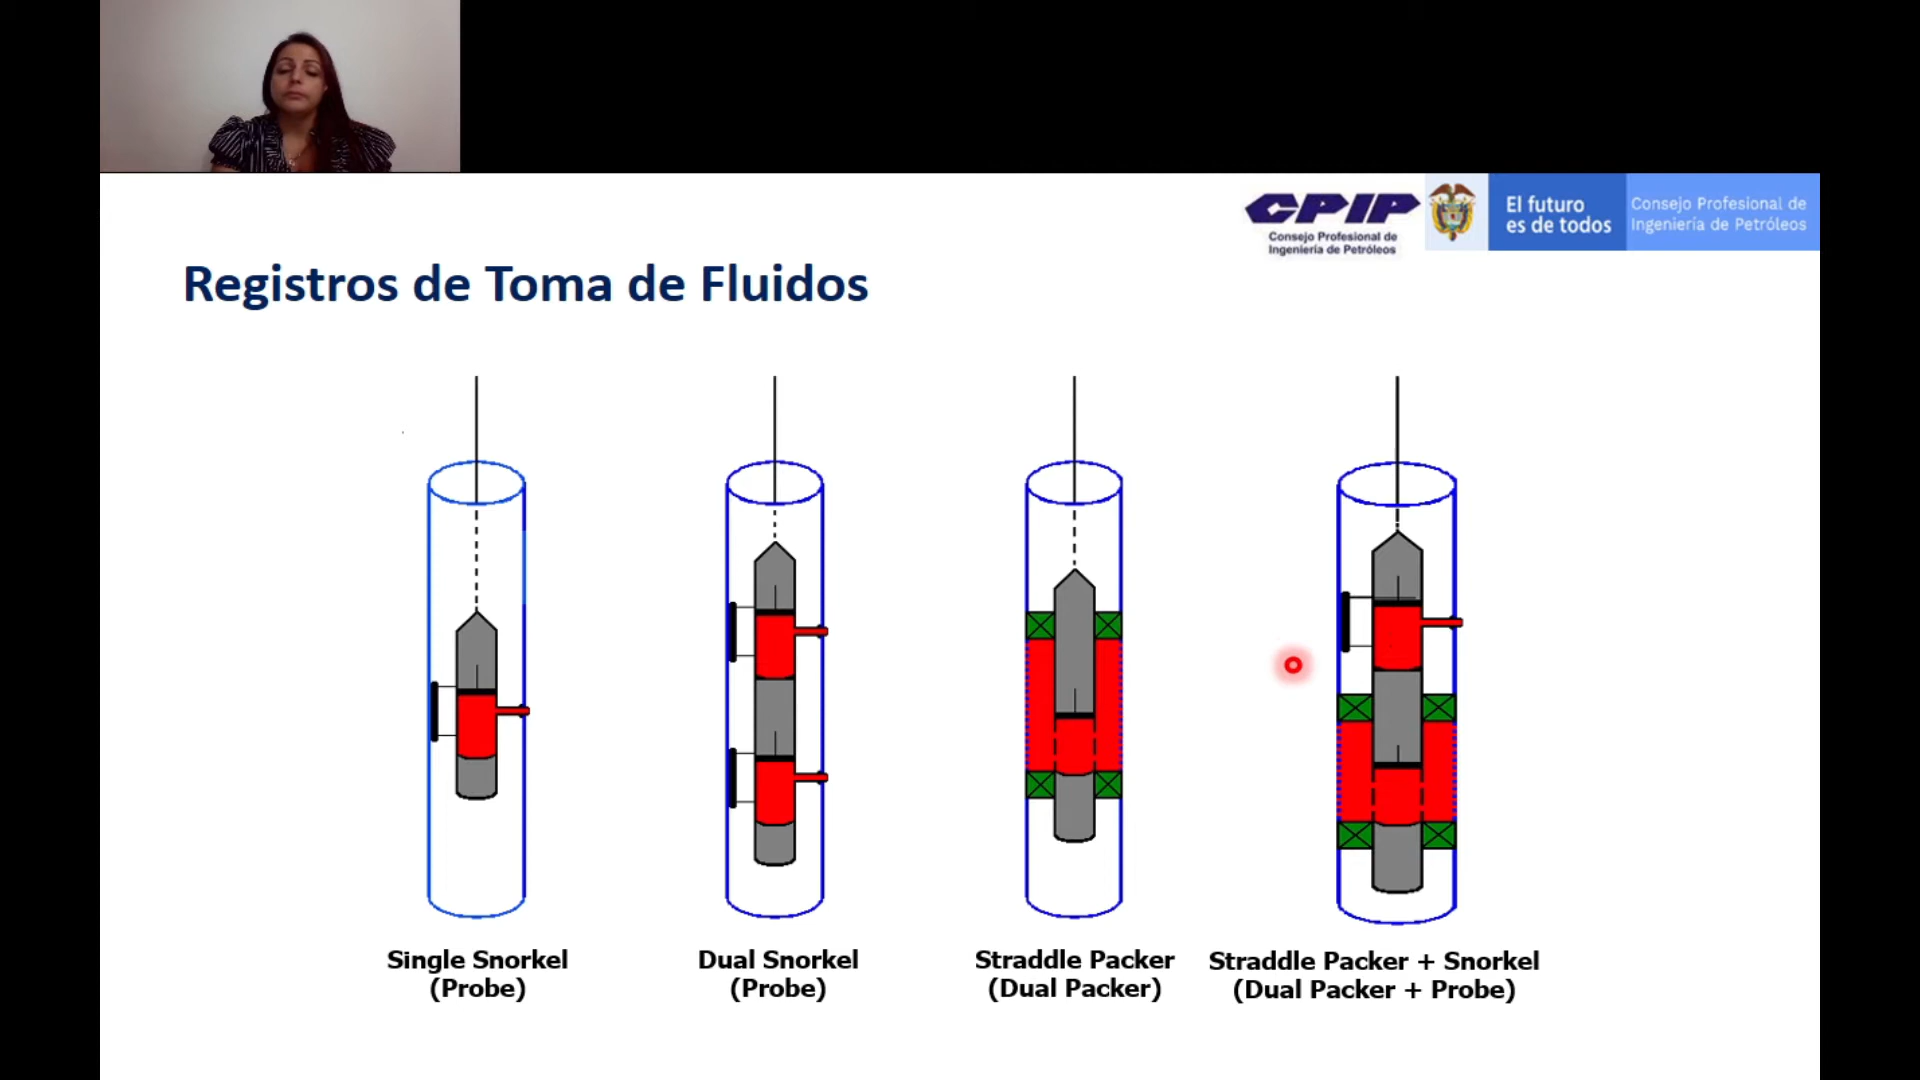 CPIP
Consejo Profesional de
Ingeniería de Petróleos
El futuro
es de todos
Consejo Profesional de
Ingeniería de Petróleos
Registros de Toma de Fluidos
Single Snorkel
(Probe)
Dual Snorkel
(Probe)
Straddle Packer
(Dual Packer)
Straddle Packer + Snorkel
(Dual Packer + Probe)